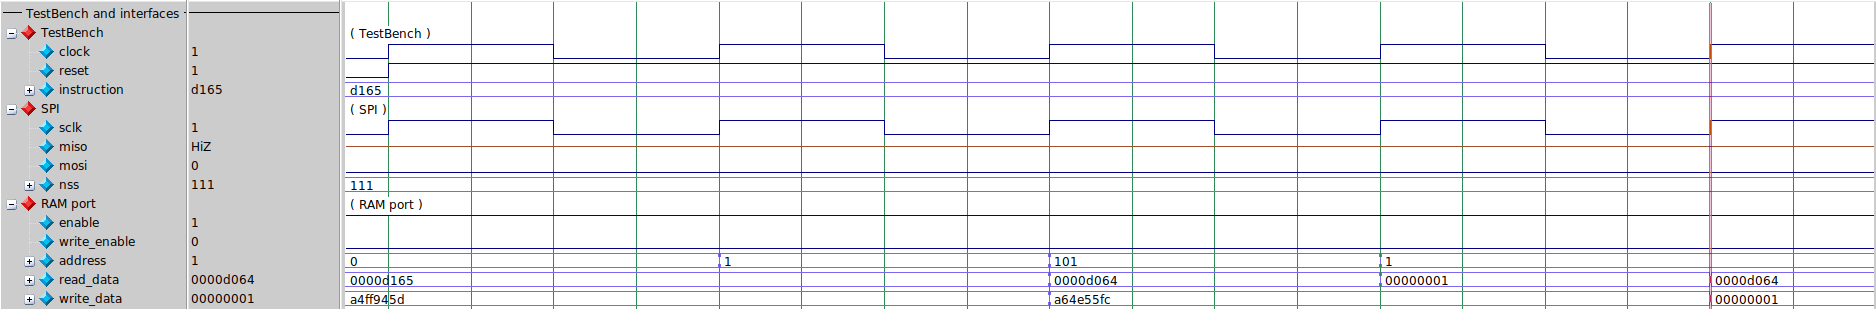 TestBench and interfaces
TestBench ( TestBench )
clock 1
reset 1
instruction d165 d165
SPI ( SPI )
sclk 1
miso HiZ
mosi 0
nss 111 111
RAM port ( RAM port )
enable 1
write_enable 0
address 1 0 1 101 1
read_data 0000d064 0000d165 0000d064 00000001 0000d064
write_data 00000001 a4ff945d a64e55fc 00000001